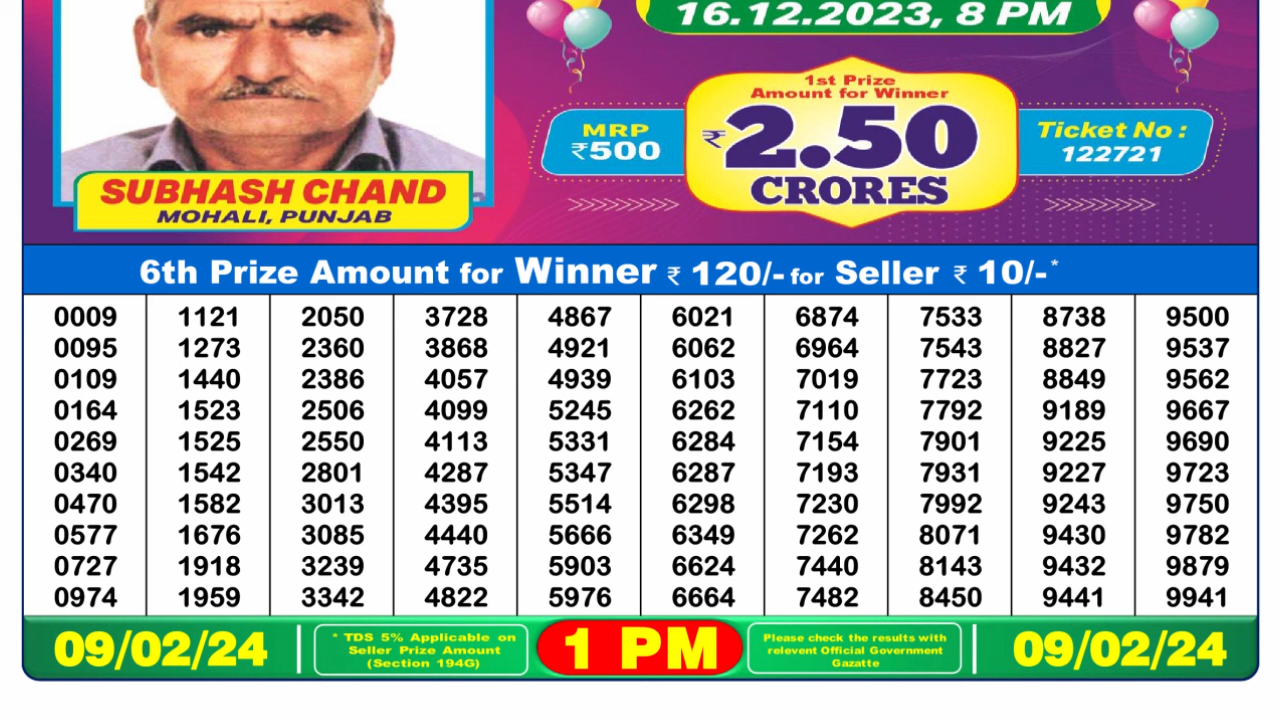 16.12.2023, 8 PM
1st Prize
Amount for Winner
₹2.50
CRORES
MRP
₹500
Ticket No :
122721
SUBHASH CHAND
MOHALI, PUNJAB
6th Prize Amount for Winner ₹ 120/- for Seller ₹ 10/-*
0009 1121 2050 3728 4867 6021 6874 7533 8738 9500
0095 1273 2360 3868 4921 6062 6964 7543 8827 9537
0109 1440 2386 4057 4939 6103 7019 7723 8849 9562
0164 1523 2506 4099 5245 6262 7110 7792 9189 9667
0269 1525 2550 4113 5331 6284 7154 7901 9225 9690
0340 1542 2801 4287 5347 6287 7193 7931 9227 9723
0470 1582 3013 4395 5514 6298 7230 7992 9243 9750
0577 1676 3085 4440 5666 6349 7262 8071 9430 9782
0727 1918 3239 4735 5903 6624 7440 8143 9432 9879
0974 1959 3342 4822 5976 6664 7482 8450 9441 9941
09/02/24
* TDS 5% Applicable on
Seller Prize Amount
(Section 194G)
1 PM
Please check the results with
relevent Official Government
Gazatte
09/02/24